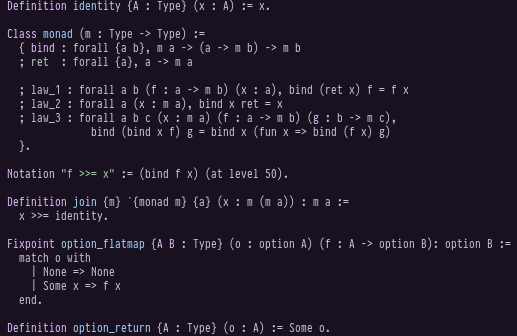 Definition identity {A : Type} (x : A) := x.
Class monad (m : Type -> Type) :=
{ bind : forall {a b}, m a -> (a -> m b) -> m b
; ret : forall {a}, a -> m a
; law_1 : forall a b (f : a -> m b) (x : a), bind (ret x) f = f x
; law_2 : forall a (x : m a), bind x ret = x
; law_3 : forall a b c (x : m a) (f : a -> m b) (g : b -> m c),
bind (bind x f) g = bind x (fun x => bind (f x) g)
}.
Notation "f >>= x" := (bind f x) (at level 50).
Definition join {m} `{monad m} {a} (x : m (m a)) : m a :=
x >>= identity.
Fixpoint option_flatmap {A B : Type} (o : option A) (f : A -> option B): option B :=
match o with
| None => None
| Some x => f x
end.
Definition option_return {A : Type} (o : A) := Some o.